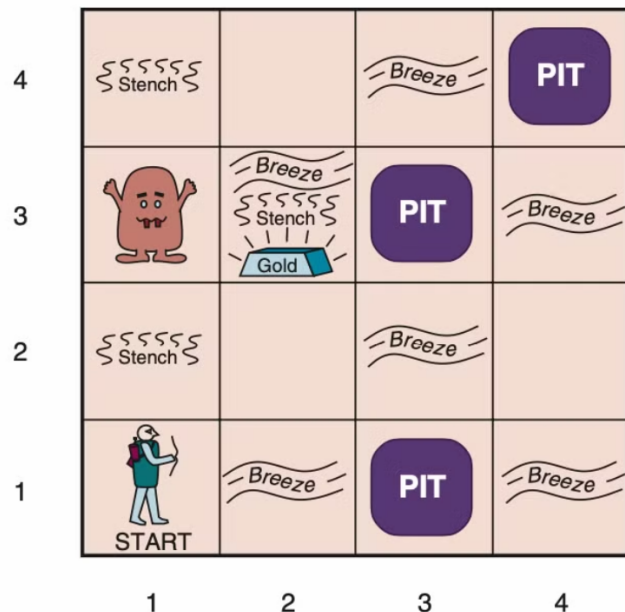 4 Stench Breeze PIT
Breeze
3 Stench PIT Breeze
Gold
2 Stench Breeze
1 Breeze PIT Breeze
START
1 2 3 4